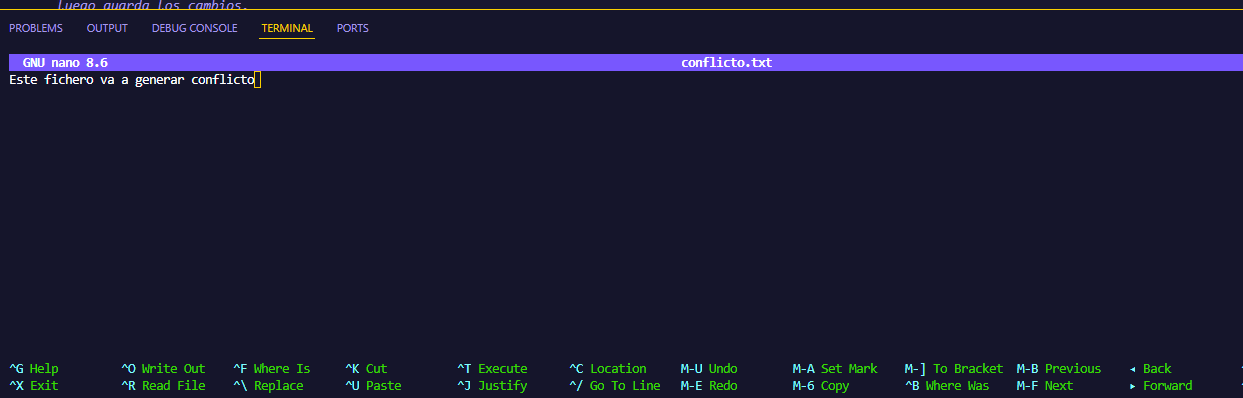 luego guarda los cambios.
PROBLEMS OUTPUT DEBUG CONSOLE TERMINAL PORTS
GNU nano 8.6 conflicto.txt
Este fichero va a generar conflicto
^G Help ^O Write Out ^F Where Is ^K Cut ^T Execute ^C Location M-U Undo M-A Set Mark M-] To Bracket M-B Previous ◂ Back
^X Exit ^R Read File ^\ Replace ^U Paste ^J Justify ^/ Go To Line M-E Redo M-6 Copy ^B Where Was M-F Next ▸ Forward